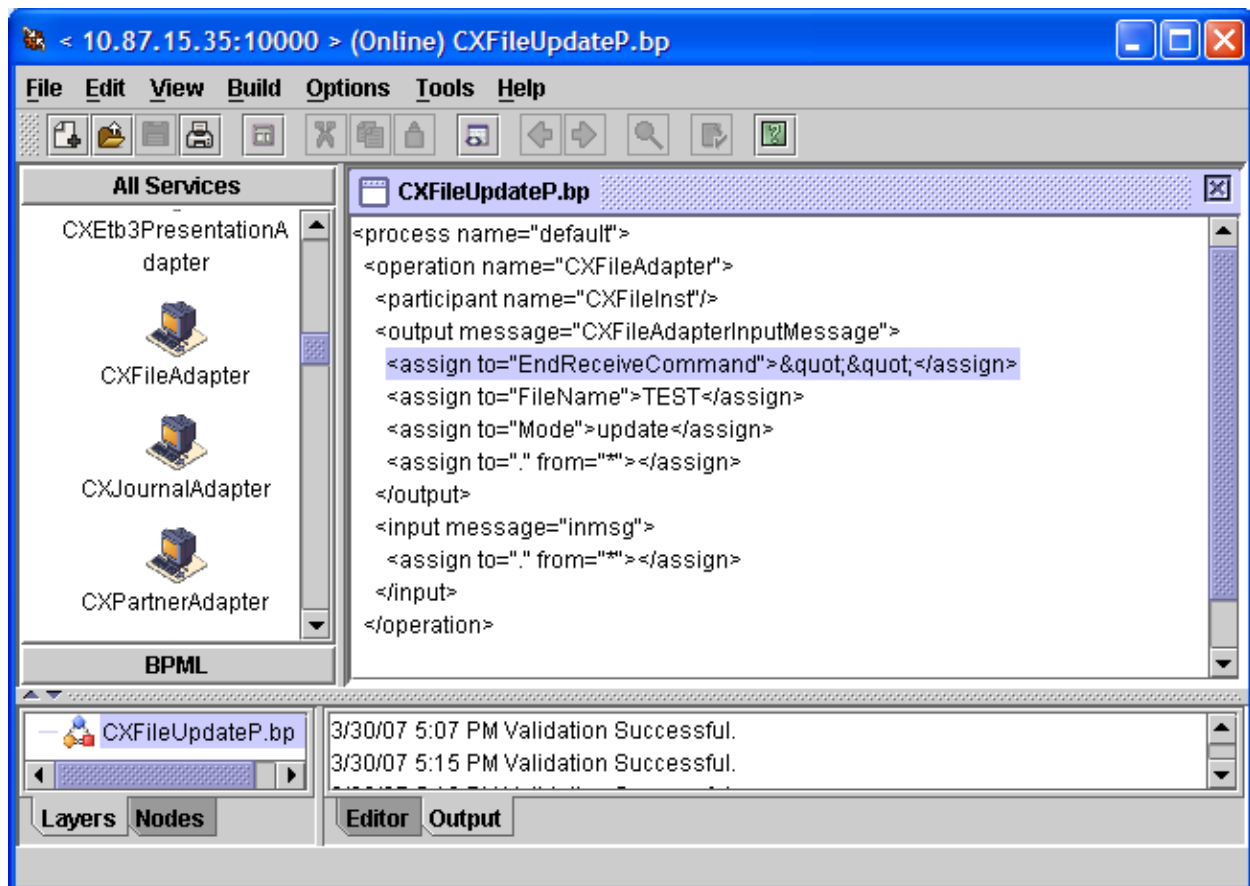 < 10.87.15.35:10000 > (Online) CXFileUpdateP.bp
File Edit View Build Options Tools Help
All Services
CXEtb3PresentationA
dapter
CXFileAdapter
CXJournalAdapter
CXPartnerAdapter
BPML
CXFileUpdateP.bp
<process name="default">
<operation name="CXFileAdapter">
<participant name="CXFileInst"/>
<output message="CXFileAdapterInputMessage">
<assign to="EndReceiveCommand">&quot;&quot;</assign>
<assign to="FileName">TEST</assign>
<assign to="Mode">update</assign>
<assign to="." from="*"></assign>
</output>
<input message="inmsg">
<assign to="." from="*"></assign>
</input>
</operation>
CXFileUpdateP.bp
Layers Nodes
3/30/07 5:07 PM Validation Successful.
3/30/07 5:15 PM Validation Successful.
Editor Output